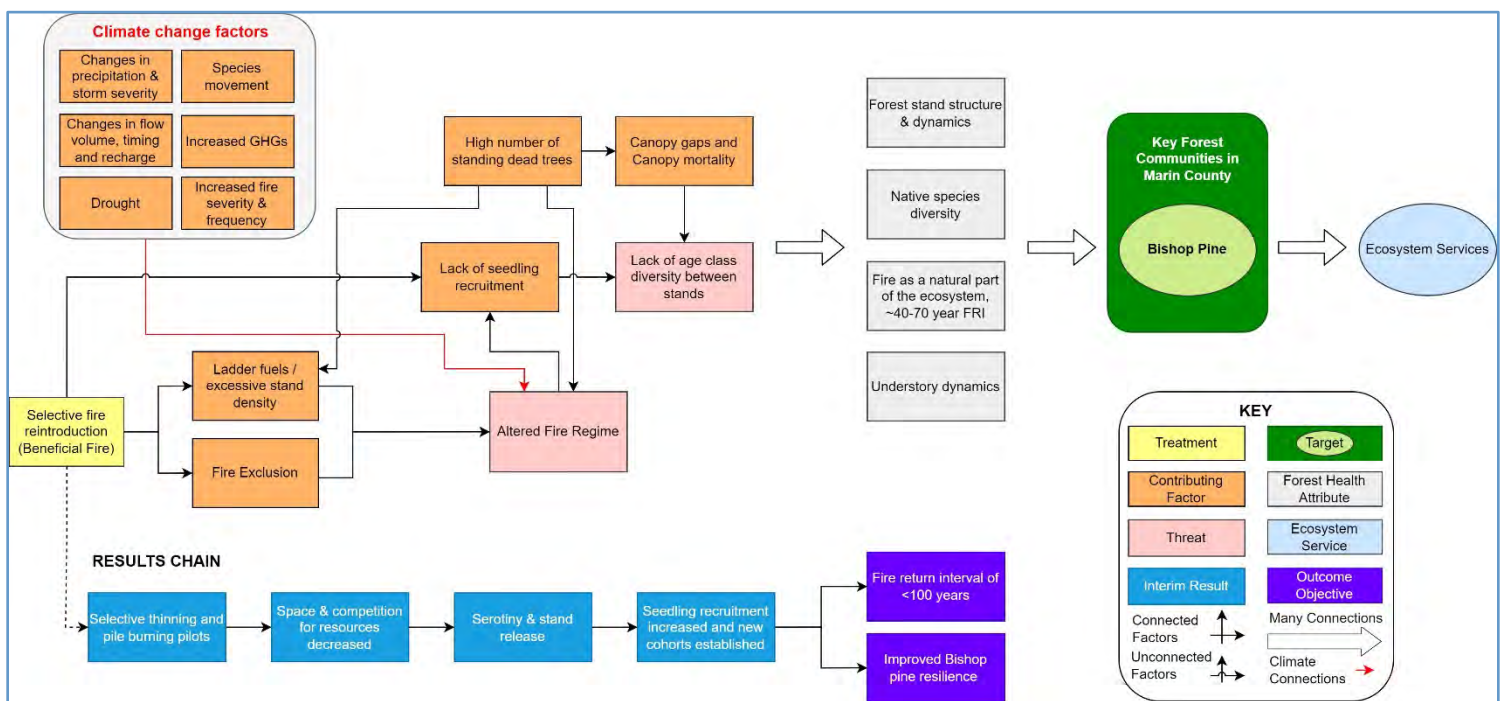 Climate change factors
Changes in
precipitation &
storm severity
Species
movement
Changes in flow
volume, timing
and recharge
Increased GHGs
Drought
Increased fire
severity &
frequency
High number of
standing dead trees
Canopy gaps and
Canopy mortality
Lack of seedling
recruitment
Lack of age class
diversity between
stands
Ladder fuels /
excessive stand
density
Selective fire
reintroduction
(Beneficial Fire)
Fire Exclusion
Altered Fire Regime
Forest stand structure
& dynamics
Native species
diversity
Fire as a natural part
of the ecosystem,
~40-70 year FRI
Understory dynamics
Key Forest
Communities in
Marin County
Bishop Pine
Ecosystem Services
RESULTS CHAIN
Selective thinning and
pile burning pilots
Space & competition
for resources
decreased
Serotiny & stand
release
Seedling recruitment
increased and new
cohorts established
Fire return interval of
<100 years
Improved Bishop
pine resilience
KEY
Treatment
Target
Contributing
Factor
Forest Health
Attribute
Threat
Ecosystem
Service
Interim Result
Outcome
Objective
Connected
Factors
Many Connections
Unconnected
Factors
Climate
Connections